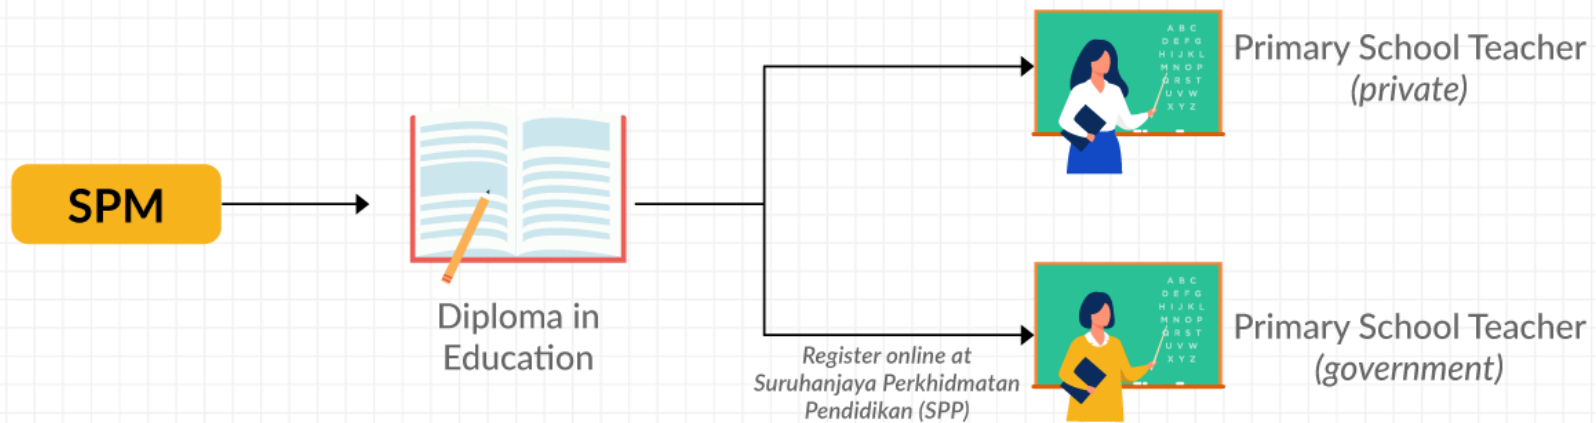 SPM
Diploma in
Education
A B C
D E F G
H I J K L
M N O P
Q R S T
U V W
X Y Z
Primary School Teacher
(private)
Register online at
Suruhanjaya Perkhidmatan
Pendidikan (SPP)
A B C
D E F G
H I J K L
M N O P
Q R S T
U V W
X Y Z
Primary School Teacher
(government)